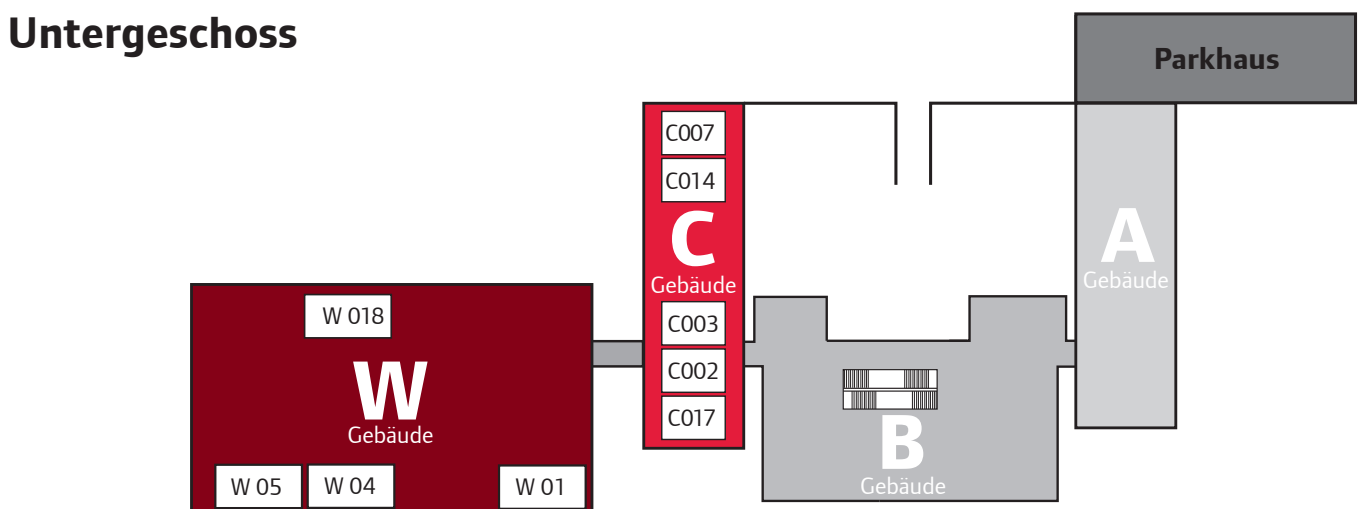 Untergeschoss
Parkhaus
C007
C014
C
Gebäude
A
Gebäude
W 018
C003
C002
C017
W
Gebäude
B
Gebäude
W 05
W 04
W 01